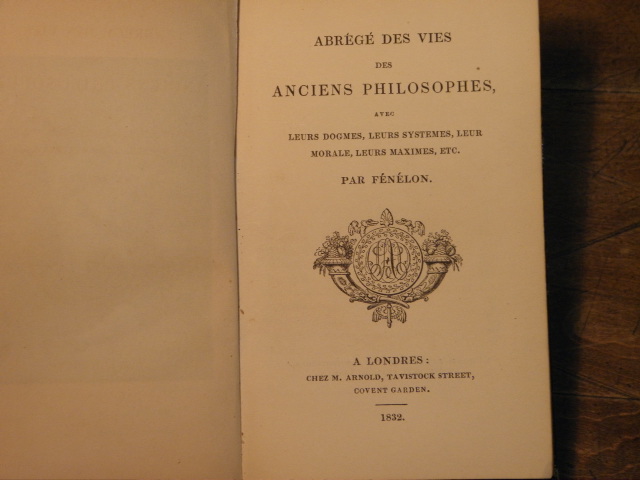 ABRÉGÉ DES VIES
DES
ANCIENS PHILOSOPHES,
AVEC
LEURS DOGMES, LEURS SYSTEMES, LEUR
MORALE, LEURS MAXIMES, ETC.
PAR FÉNÉLON.
A LONDRES:
CHEZ M. ARNOLD, TAVISTOCK STREET,
COVENT GARDEN.
1832.